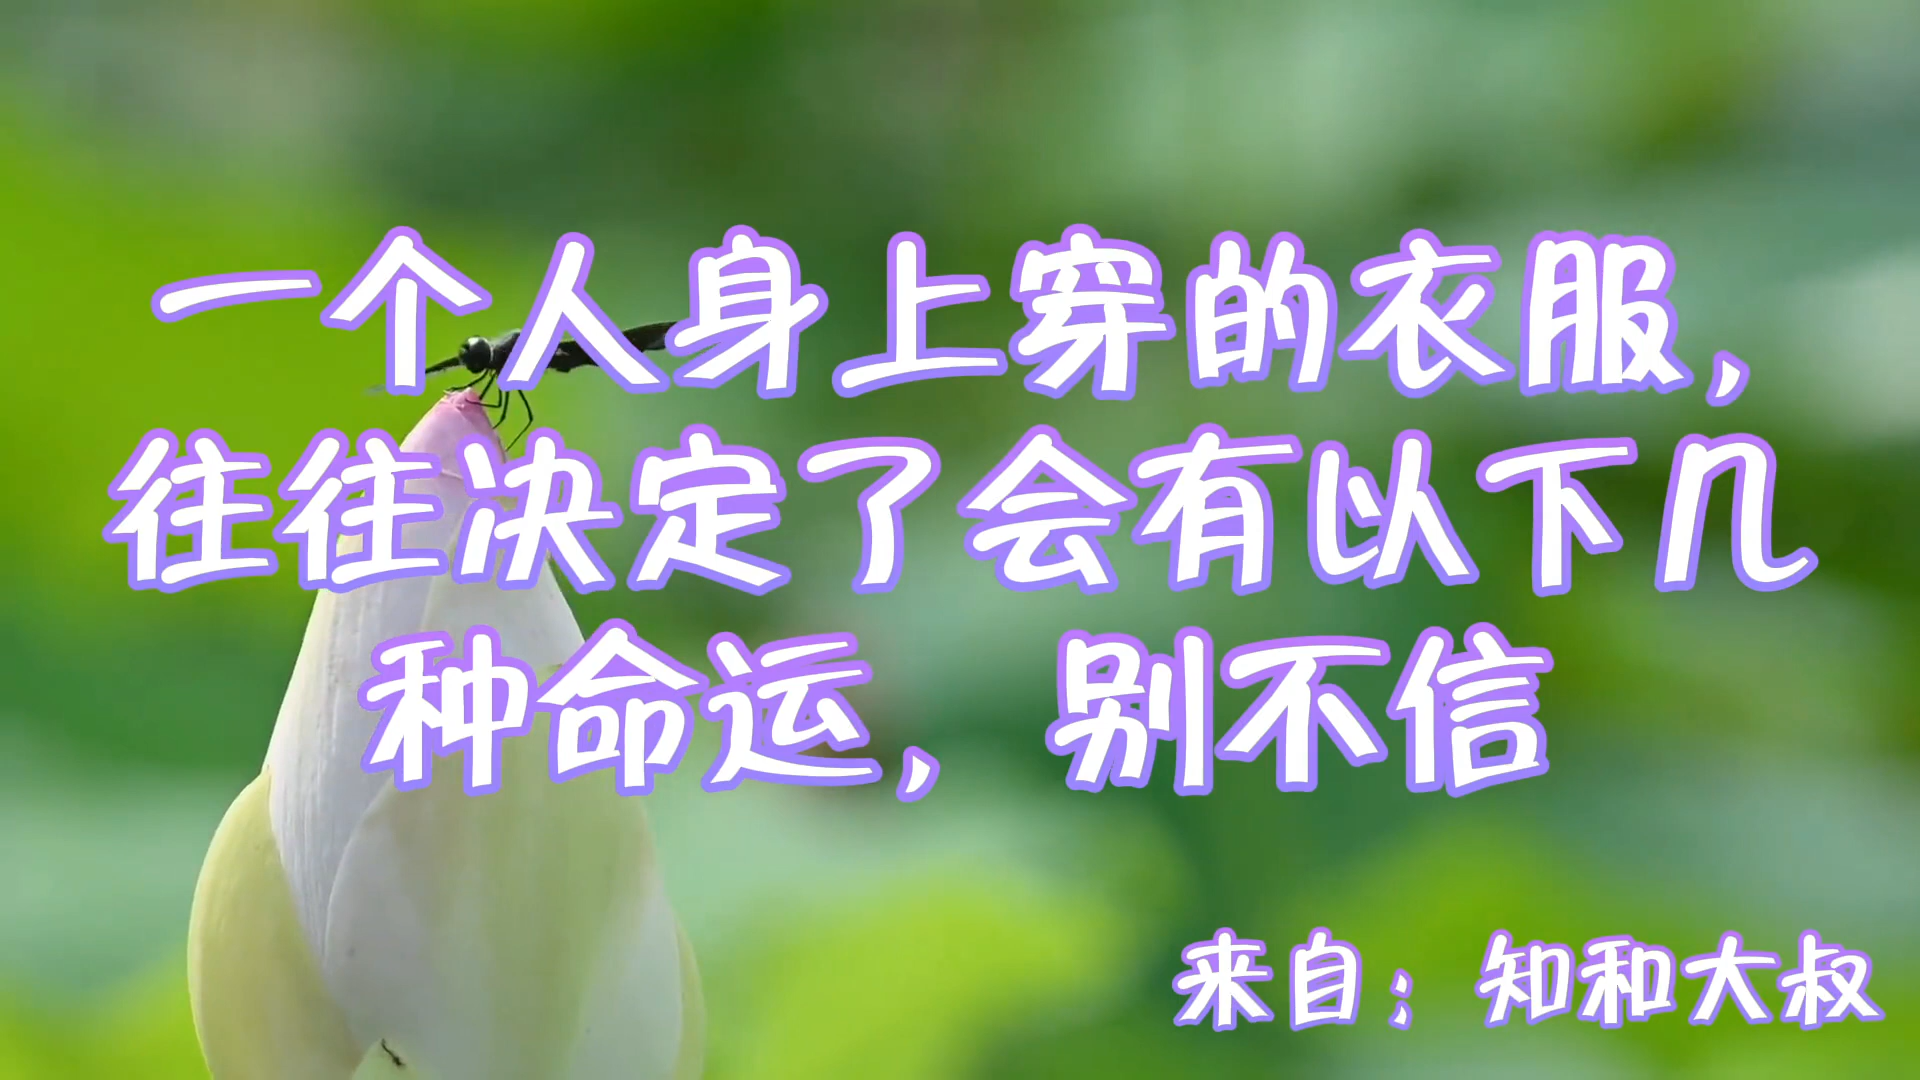 一个人身上穿的衣服，
往往决定了会有以下几
种命运，别不信
来自：知和大叔